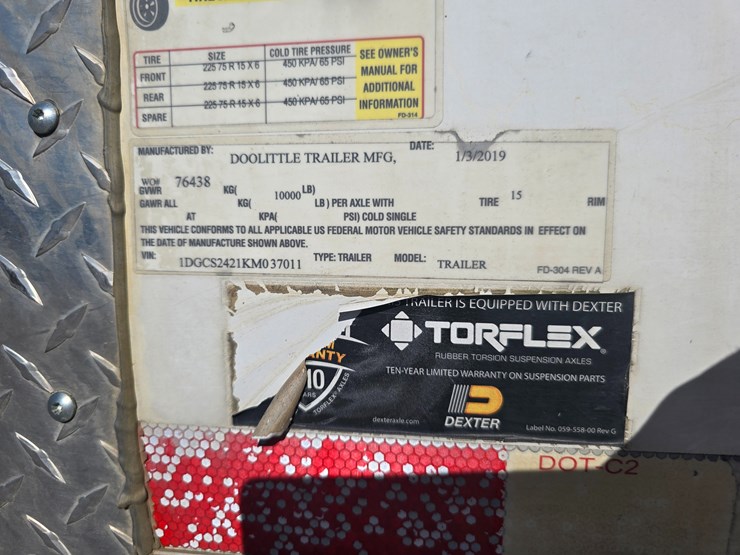 TIRE SIZE COLD TIRE PRESSURE SEE OWNER'S
FRONT 225 75 R 15 X 6 450 KPA/ 65 PSI MANUAL FOR
REAR 225 75 R 15 X 6 450 KPA/ 65 PSI ADDITIONAL
SPARE 225 75 R 15 X 6 450 KPA/ 65 PSI INFORMATION
FD-314
MANUFACTURED BY: DOOLITTLE TRAILER MFG, DATE: 1/3/2019
WO# 76438
GVWR KG( 10000 LB)
GAWR ALL KG( LB) PER AXLE WITH TIRE 15 RIM
AT KPA( PSI) COLD SINGLE
THIS VEHICLE CONFORMS TO ALL APPLICABLE US FEDERAL MOTOR VEHICLE SAFETY STANDARDS IN EFFECT ON
THE DATE OF MANUFACTURE SHOWN ABOVE.
VIN: 1DGCS2421KM037011 TYPE: TRAILER MODEL: TRAILER
FD-304 REV A
TRAILER IS EQUIPPED WITH DEXTER
TORFLEX
RUBBER TORSION SUSPENSION AXLES
TEN-YEAR LIMITED WARRANTY ON SUSPENSION PARTS
10
TORFLEX AXLES
DEXTER
dexteraxle.com
Label No. 059-558-00 Rev G
DOT-C2